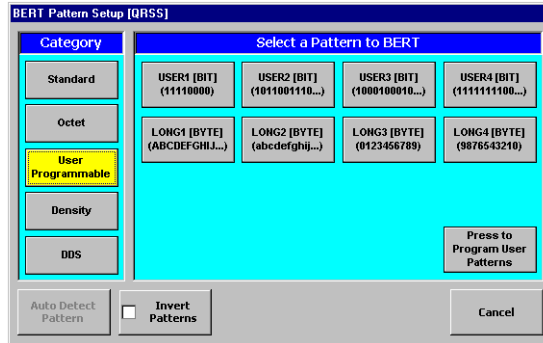 BERT Pattern Setup [QRSS]
Category
Standard
Octet
User
Programmable
Density
DDS
Select a Pattern to BERT
USER1 [BIT]
(11110000)
USER2 [BIT]
(1011001110...)
USER3 [BIT]
(1000100010...)
USER4 [BIT]
(1111111100...)
LONG1 [BYTE]
(ABCDEFGHIJ...)
LONG2 [BYTE]
(abcdefghij...)
LONG3 [BYTE]
(0123456789)
LONG4 [BYTE]
(9876543210)
Press to
Program User
Patterns
Auto Detect
Pattern
Invert
Patterns
Cancel